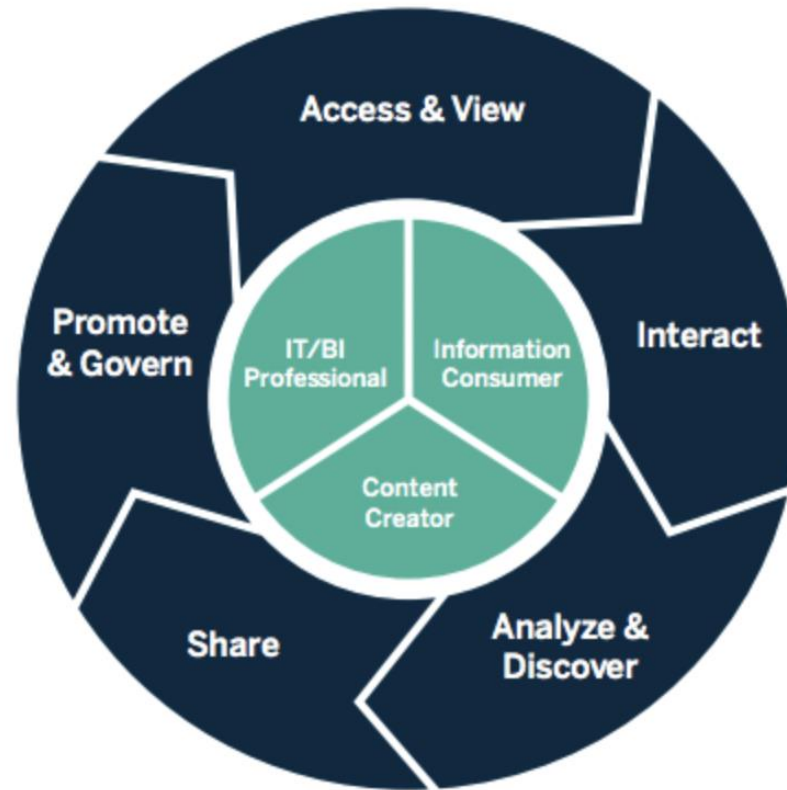 Access & View
Interact
Analyze &
Discover
Share
Promote
& Govern
IT/BI
Professional
Information
Consumer
Content
Creator